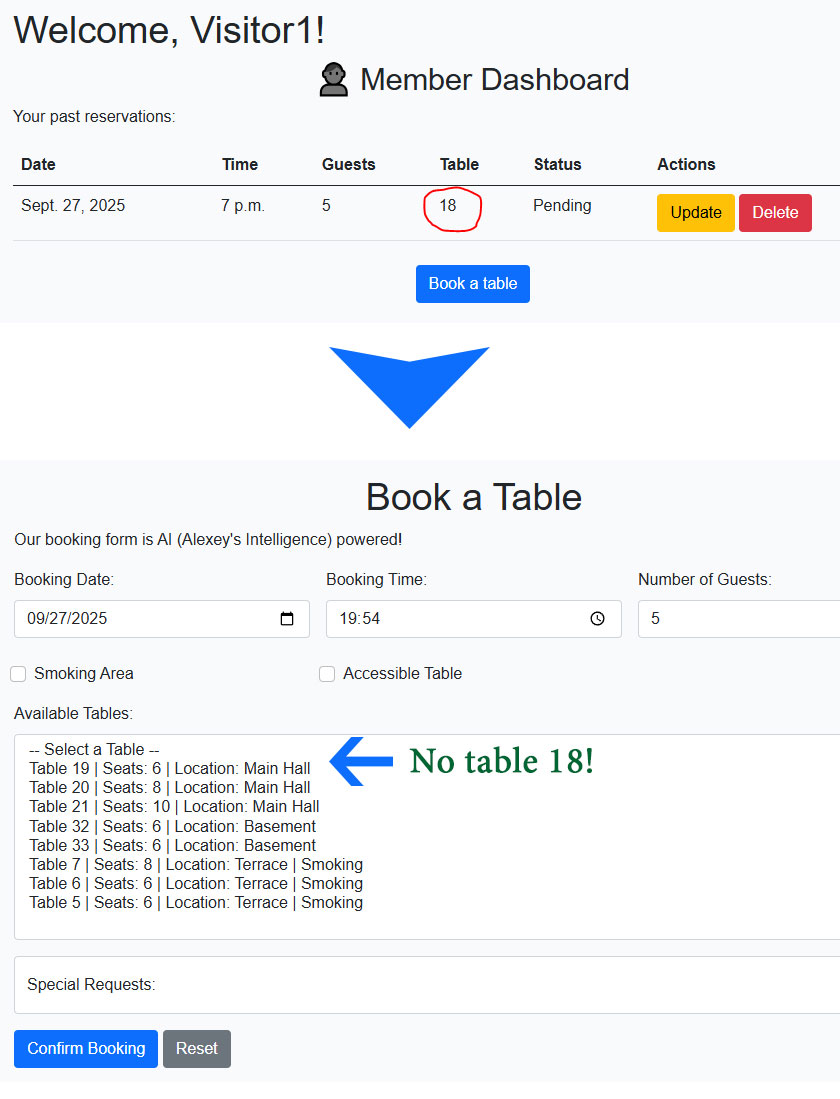 Welcome, Visitor1!
Member Dashboard
Your past reservations:
Date Time Guests Table Status Actions
Sept. 27, 2025 7 p.m. 5 18 Pending Update Delete
Book a table
Book a Table
Our booking form is AI (Alexey's Intelligence) powered!
Booking Date: Booking Time: Number of Guests:
09/27/2025 19:54 5
Smoking Area Accessible Table
Available Tables:
-- Select a Table --
No table 18!
Table 19 | Seats: 6 | Location: Main Hall
Table 20 | Seats: 8 | Location: Main Hall
Table 21 | Seats: 10 | Location: Main Hall
Table 32 | Seats: 6 | Location: Basement
Table 33 | Seats: 6 | Location: Basement
Table 7 | Seats: 8 | Location: Terrace | Smoking
Table 6 | Seats: 6 | Location: Terrace | Smoking
Table 5 | Seats: 6 | Location: Terrace | Smoking
Special Requests:
Confirm Booking Reset